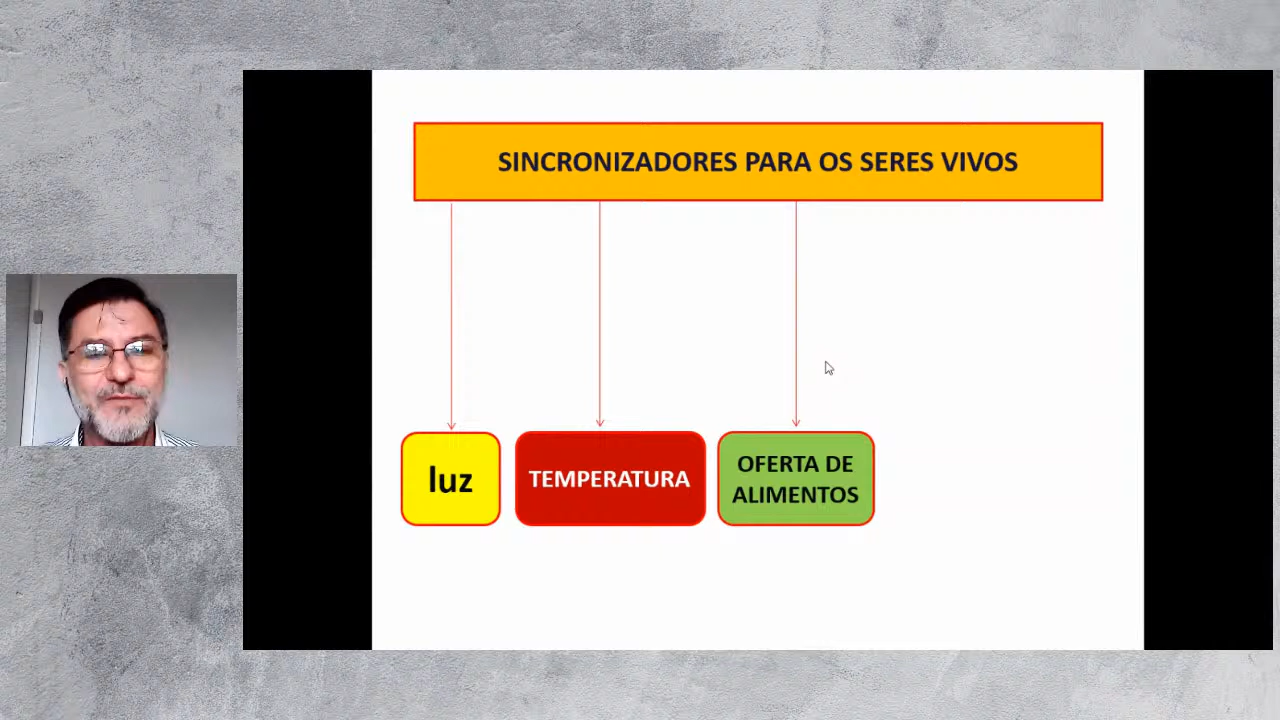 SINCRONIZADORES PARA OS SERES VIVOS
luz
TEMPERATURA
OFERTA DE
ALIMENTOS